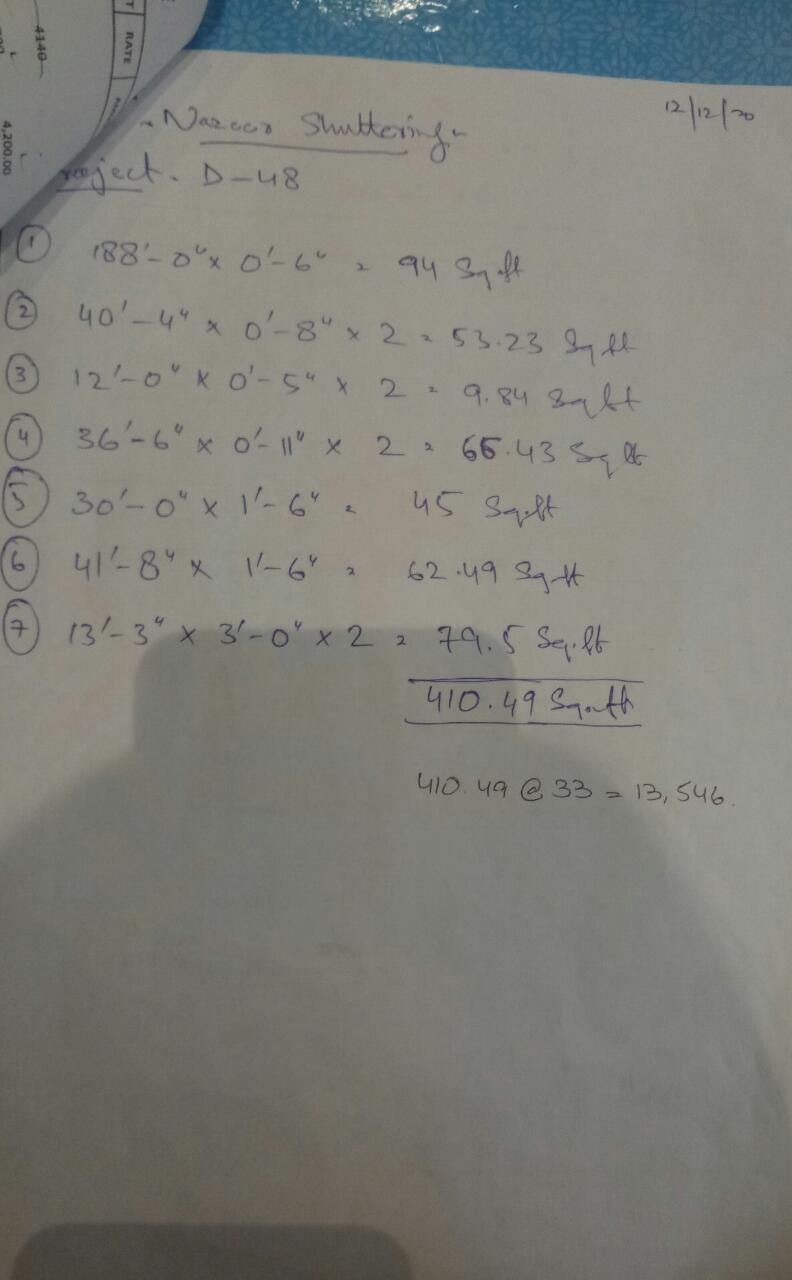 4140
4,200.00
RATE
Nazeer Shuttering
12/12/20
roject. D-48
① 188'-0" x 0'-6" = 94 Sq.ft
② 40'-4" x 0'-8" x 2 = 53.23 Sq ft
③ 12'-0" x 0'-5" x 2 = 9.84 Sq ft
④ 36'-6" x 0'-11" x 2 = 66.43 Sq ft
⑤ 30'-0" x 1'-6" = 45 Sq.ft
⑥ 41'-8" x 1'-6" = 62.49 Sq ft
⑦ 13'-3" x 3'-0" x 2 = 79.5 Sq.ft
410.49 Sq.ft
410.49 @ 33 = 13,546.